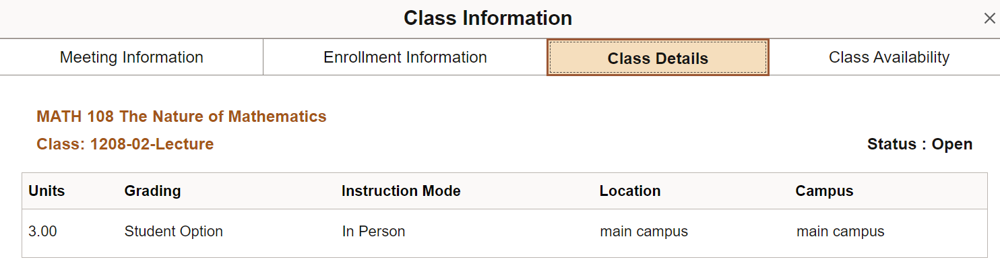 Class Information
Meeting Information Enrollment Information Class Details Class Availability
MATH 108 The Nature of Mathematics
Class: 1208-02-Lecture Status : Open
Units Grading Instruction Mode Location Campus
3.00 Student Option In Person main campus main campus